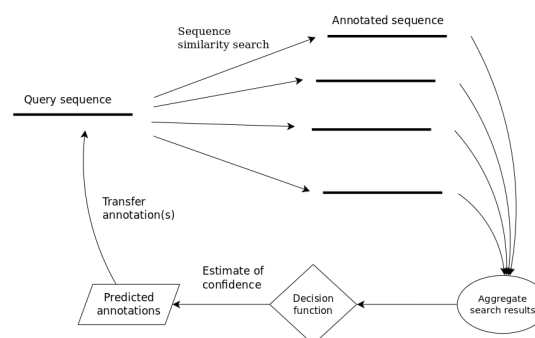 Annotated sequence
Sequence
similarity search
Query sequence
Transfer
annotation(s)
Estimate of
confidence
Predicted
annotations
Decision
function
Aggregate
search results